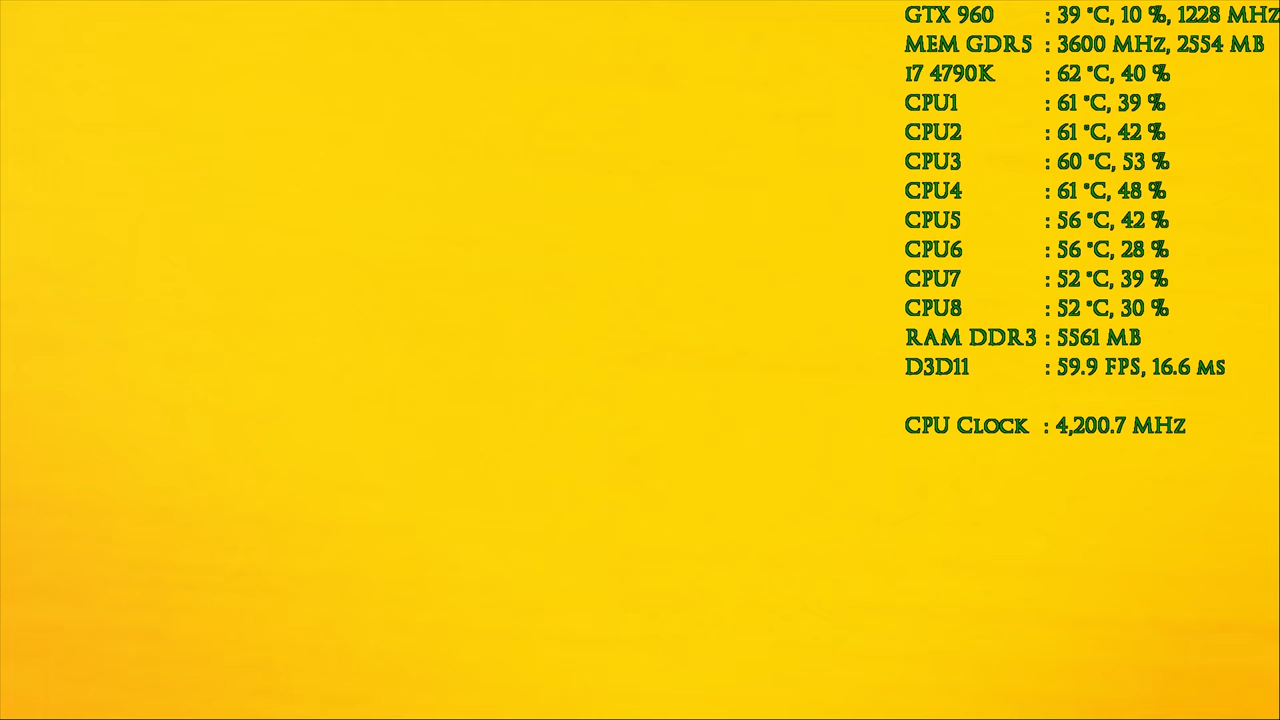 GTX 960 : 39 °C, 10 %, 1228 MHz
MEM GDR5 : 3600 MHz, 2554 MB
i7 4790K : 62 °C, 40 %
CPU1 : 61 °C, 39 %
CPU2 : 61 °C, 42 %
CPU3 : 60 °C, 53 %
CPU4 : 61 °C, 48 %
CPU5 : 56 °C, 42 %
CPU6 : 56 °C, 28 %
CPU7 : 52 °C, 39 %
CPU8 : 52 °C, 30 %
RAM DDR3 : 5561 MB
D3D11 : 59.9 FPS, 16.6 ms
CPU Clock : 4,200.7 MHz